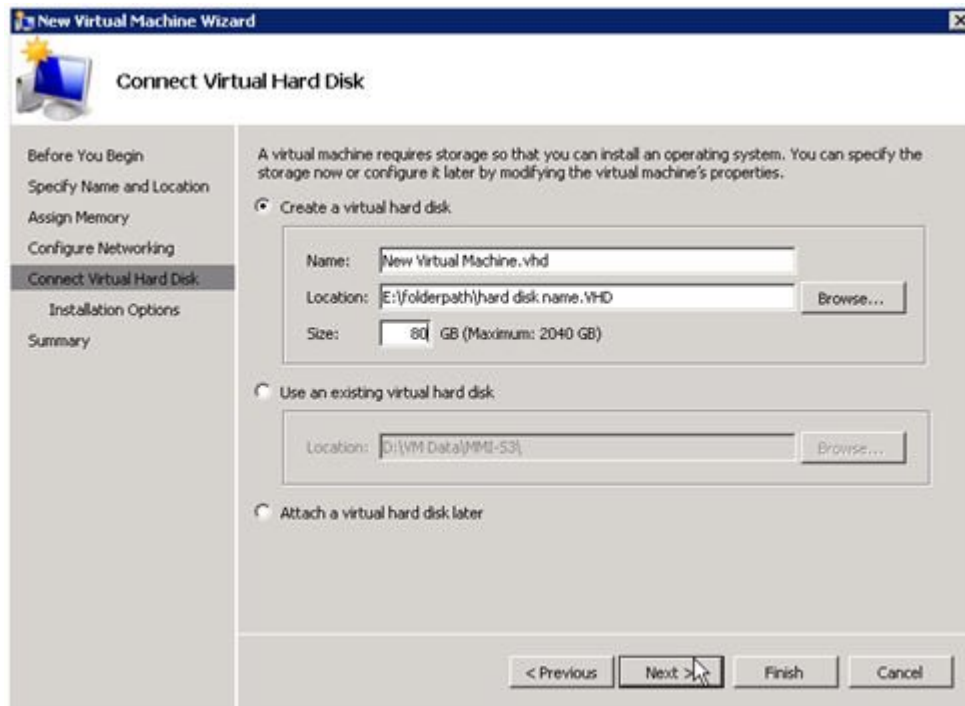 New Virtual Machine Wizard
Connect Virtual Hard Disk
Before You Begin
Specify Name and Location
Assign Memory
Configure Networking
Connect Virtual Hard Disk
Installation Options
Summary
A virtual machine requires storage so that you can install an operating system. You can specify the
storage now or configure it later by modifying the virtual machine's properties.
Create a virtual hard disk
Name: New Virtual Machine.vhd
Location: E:\folderpath\hard disk name.VHD Browse...
Size: 80 GB (Maximum: 2040 GB)
Use an existing virtual hard disk
Location: D:\VM Data\MMI-S3\ Browse...
Attach a virtual hard disk later
< Previous Next > Finish Cancel